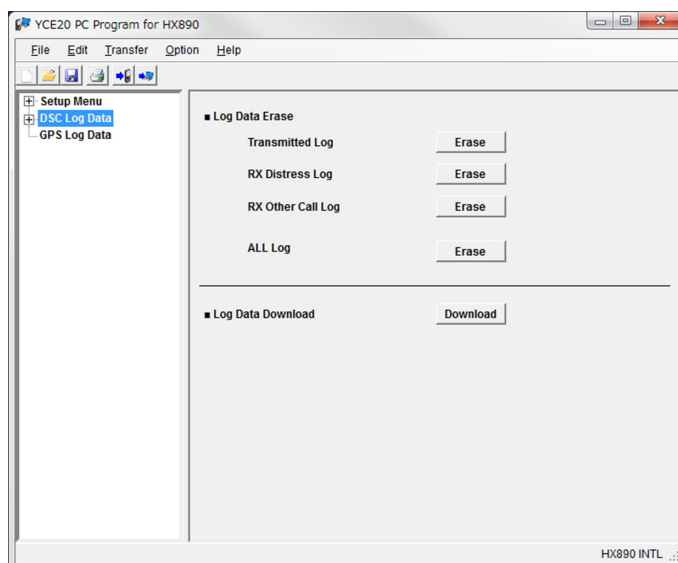 YCE20 PC Program for HX890
File Edit Transfer Option Help
Setup Menu
DSC Log Data
GPS Log Data
■ Log Data Erase
Transmitted Log Erase
RX Distress Log Erase
RX Other Call Log Erase
ALL Log Erase
■ Log Data Download Download
HX890 INTL